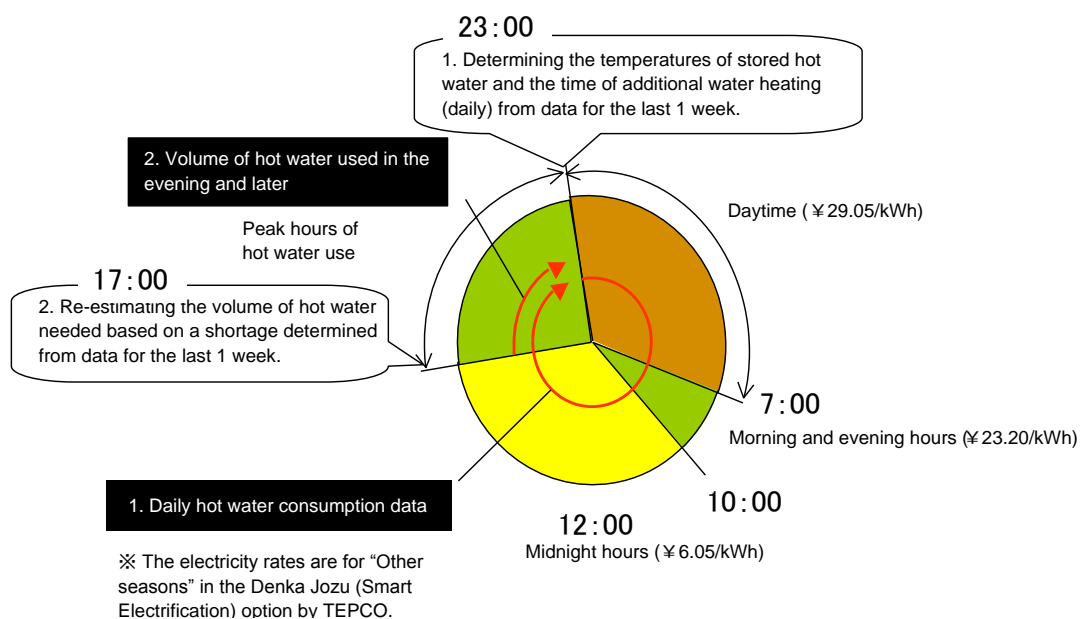 23:00
1. Determining the temperatures of stored hot
water and the time of additional water heating
(daily) from data for the last 1 week.
2. Volume of hot water used in the
evening and later
Daytime (¥29.05/kWh)
Peak hours of
hot water use
17:00
2. Re-estimating the volume of hot water
needed based on a shortage determined
from data for the last 1 week.
7:00
Morning and evening hours (¥23.20/kWh)
1. Daily hot water consumption data
10:00
12:00
Midnight hours (¥6.05/kWh)
※ The electricity rates are for “Other
seasons” in the Denka Jozu (Smart
Electrification) option by TEPCO.